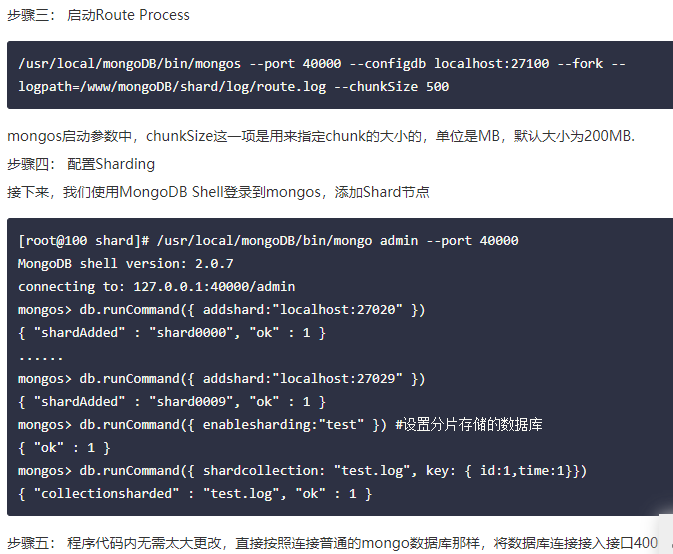 步骤三： 启动Route Process
/usr/local/mongoDB/bin/mongos --port 40000 --configdb localhost:27100 --fork --
logpath=/www/mongoDB/shard/log/route.log --chunkSize 500
mongos启动参数中，chunkSize这一项是用来指定chunk的大小的，单位是MB，默认大小为200MB.
步骤四： 配置Sharding
接下来，我们使用MongoDB Shell登录到mongos，添加Shard节点
[root@100 shard]# /usr/local/mongoDB/bin/mongo admin --port 40000
MongoDB shell version: 2.0.7
connecting to: 127.0.0.1:40000/admin
mongos> db.runCommand({ addshard:"localhost:27020" })
{ "shardAdded" : "shard0000", "ok" : 1 }
......
mongos> db.runCommand({ addshard:"localhost:27029" })
{ "shardAdded" : "shard0009", "ok" : 1 }
mongos> db.runCommand({ enablesharding:"test" }) #设置分片存储的数据库
{ "ok" : 1 }
mongos> db.runCommand({ shardcollection: "test.log", key: { id:1,time:1}})
{ "collectionsharded" : "test.log", "ok" : 1 }
步骤五： 程序代码内无需太大更改，直接按照连接普通的mongo数据库那样，将数据库连接接入接口400